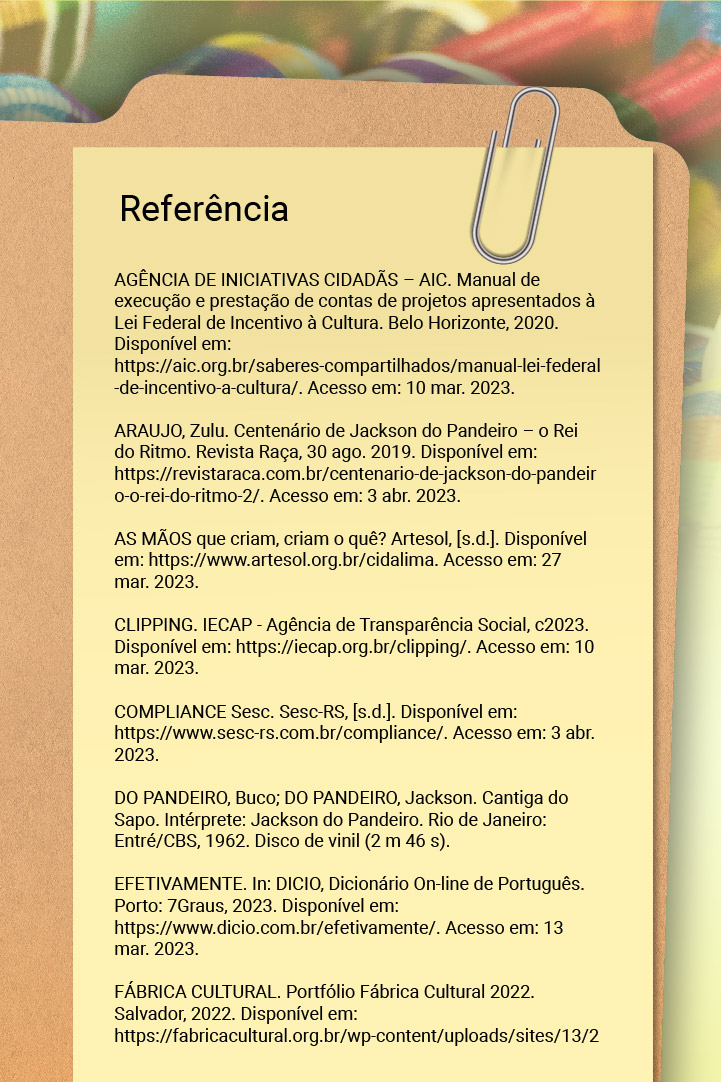 Referência
AGÊNCIA DE INICIATIVAS CIDADÃS – AIC. Manual de
execução e prestação de contas de projetos apresentados à
Lei Federal de Incentivo à Cultura. Belo Horizonte, 2020.
Disponível em:
https://aic.org.br/saberes-compartilhados/manual-lei-federal
-de-incentivo-a-cultura/. Acesso em: 10 mar. 2023.
ARAUJO, Zulu. Centenário de Jackson do Pandeiro – o Rei
do Ritmo. Revista Raça, 30 ago. 2019. Disponível em:
https://revistaraca.com.br/centenario-de-jackson-do-pandeir
o-o-rei-do-ritmo-2/. Acesso em: 3 abr. 2023.
AS MÃOS que criam, criam o quê? Artesol, [s.d.]. Disponível
em: https://www.artesol.org.br/cidalima. Acesso em: 27
mar. 2023.
CLIPPING. IECAP - Agência de Transparência Social, c2023.
Disponível em: https://iecap.org.br/clipping/. Acesso em: 10
mar. 2023.
COMPLIANCE Sesc. Sesc-RS, [s.d.]. Disponível em:
https://www.sesc-rs.com.br/compliance/. Acesso em: 3 abr.
2023.
DO PANDEIRO, Buco; DO PANDEIRO, Jackson. Cantiga do
Sapo. Intérprete: Jackson do Pandeiro. Rio de Janeiro:
Entré/CBS, 1962. Disco de vinil (2 m 46 s).
EFETIVAMENTE. In: DICIO, Dicionário On-line de Português.
Porto: 7Graus, 2023. Disponível em:
https://www.dicio.com.br/efetivamente/. Acesso em: 13
mar. 2023.
FÁBRICA CULTURAL. Portfólio Fábrica Cultural 2022.
Salvador, 2022. Disponível em:
https://fabricacultural.org.br/wp-content/uploads/sites/13/2